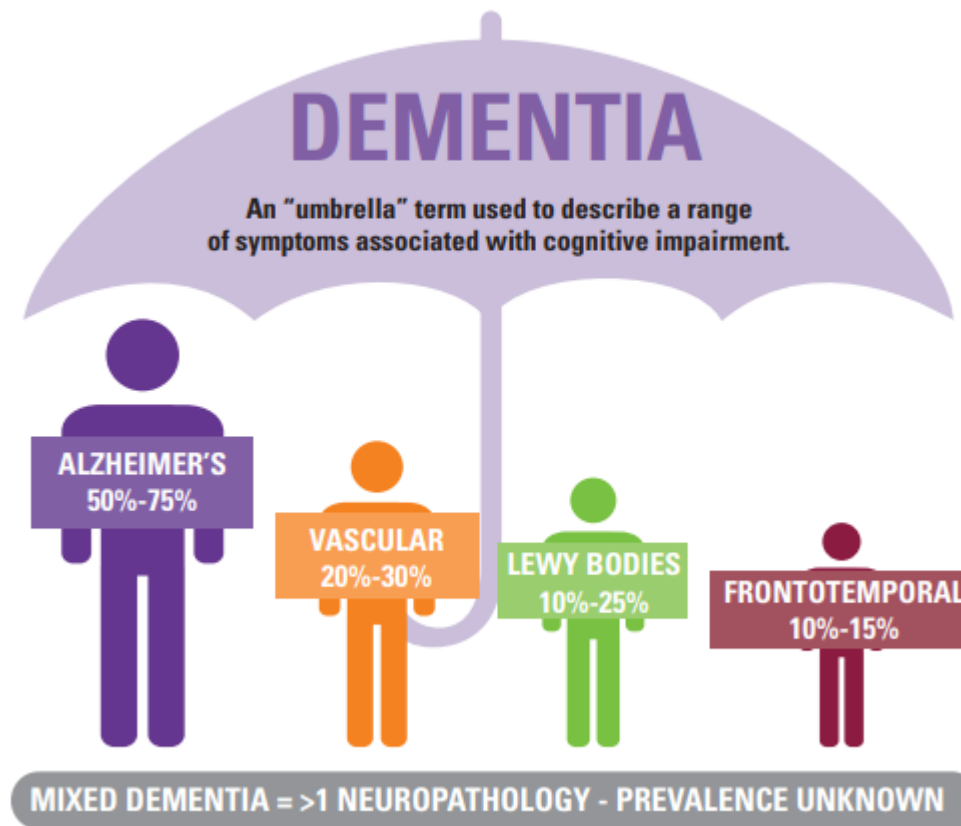 DEMENTIA
An "umbrella" term used to describe a range
of symptoms associated with cognitive impairment.
ALZHEIMER'S
50%-75%
VASCULAR
20%-30%
LEWY BODIES
10%-25%
FRONTOTEMPORAL
10%-15%
MIXED DEMENTIA = >1 NEUROPATHOLOGY - PREVALENCE UNKNOWN